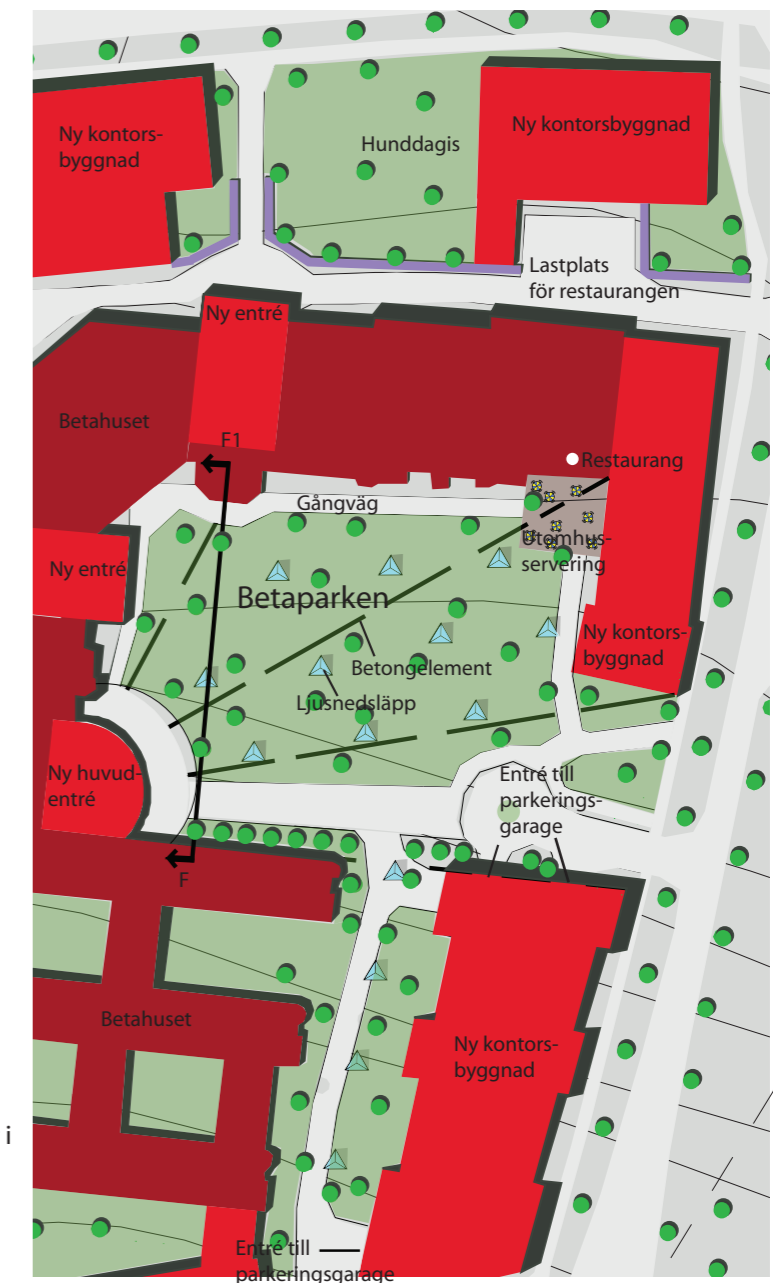 Ny kontors-
byggnad
Hunddagis
Ny kontorsbyggnad
Lastplats
för restaurangen
Ny entré
Betahuset
F1
Restaurang
Gångväg
Utomhus-
servering
Ny entré
Betaparken
Ny kontors-
byggnad
Betongelement
Ljusnedsläpp
Ny huvud-
entré
Entré till
parkerings-
garage
F
Betahuset
Ny kontors-
byggnad
i
Entré till
parkeringsgarage